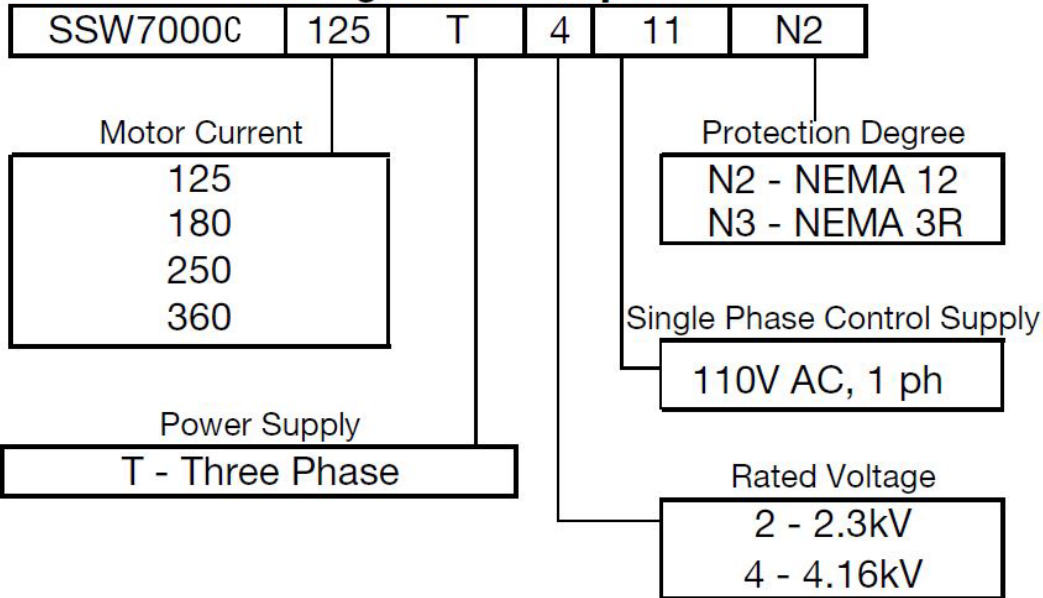 SSW7000C 125 T 4 11 N2
Motor Current
125
180
250
360
Power Supply
T - Three Phase
Protection Degree
N2 - NEMA 12
N3 - NEMA 3R
Single Phase Control Supply
110V AC, 1 ph
Rated Voltage
2 - 2.3kV
4 - 4.16kV